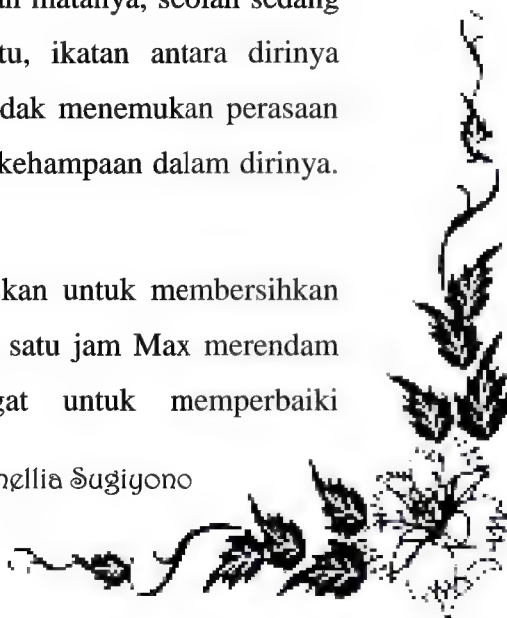 matanya, seolah sedang
tu, ikatan antara dirinya
dak menemukan perasaan
kehampaan dalam dirinya.
kan untuk membersihkan
satu jam Max merendam
gat untuk memperbaiki
ellia Sugiyono